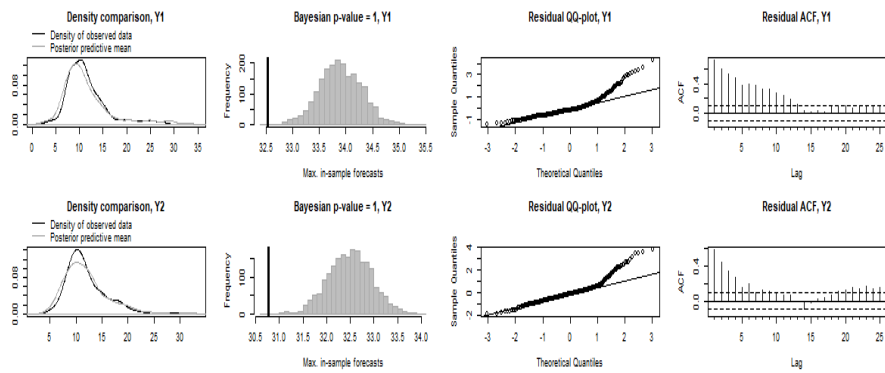 Density comparison, Y1
Density of observed data
Posterior predictive mean
0.00 0.08
0 5 10 15 20 25 30 35
Bayesian p-value = 1, Y1
Frequency
0 100 200
32.5 33.0 33.5 34.0 34.5 35.0 35.5
Max. in-sample forecasts
Residual QQ-plot, Y1
Sample Quantiles
-1 1 3
-3 -2 -1 0 1 2 3
Theoretical Quantiles
Residual ACF, Y1
ACF
0.0 0.4
0 5 10 15 20 25
Lag
Density comparison, Y2
Density of observed data
Posterior predictive mean
0.00 0.08
5 10 15 20 25 30
Bayesian p-value = 1, Y2
Frequency
0 100
30.5 31.0 31.5 32.0 32.5 33.0 33.5 34.0
Max. in-sample forecasts
Residual QQ-plot, Y2
Sample Quantiles
-2 0 2 4
-3 -2 -1 0 1 2 3
Theoretical Quantiles
Residual ACF, Y2
ACF
0.0 0.4
0 5 10 15 20 25
Lag